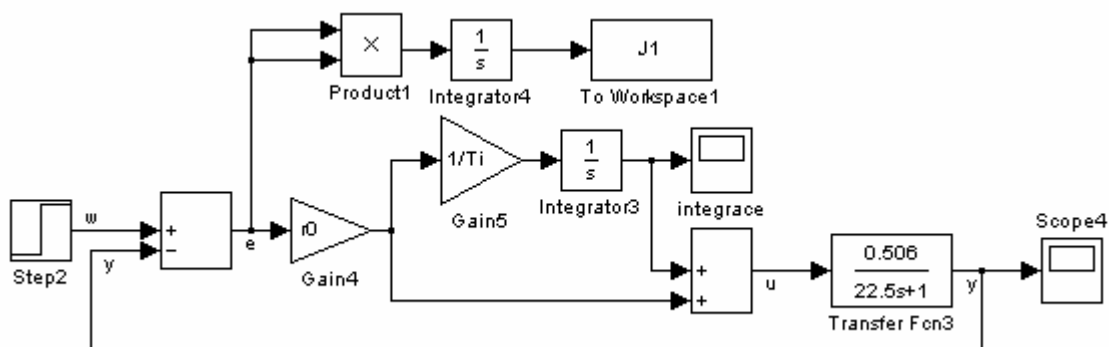 ×
Product1
1
s
Integrator4
J1
To Workspace1
1/Ti
Gain5
1
s
Integrator3
integrace
Step2
w
y
+
−
e
r0
Gain4
+
+
u
0.506
22.5s+1
Transfer Fcn3
y
Scope4